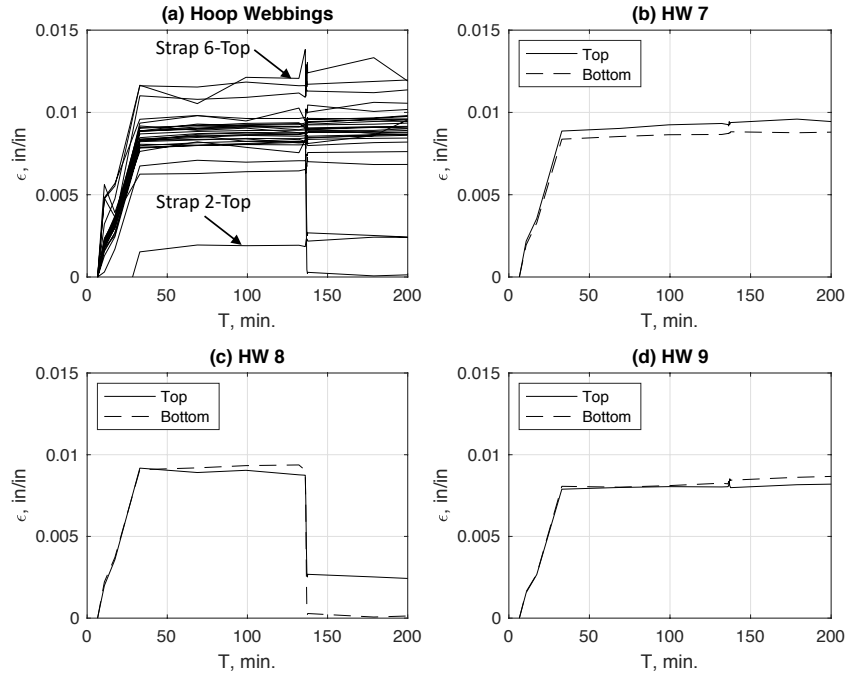 (a) Hoop Webbings
0.015
0.01
0.005
0
ϵ, in/in
Strap 6-Top
Strap 2-Top
0 50 100 150 200
T, min.
(b) HW 7
0.015
0.01
0.005
0
ϵ, in/in
Top
Bottom
0 50 100 150 200
T, min.
(c) HW 8
0.015
0.01
0.005
0
ϵ, in/in
Top
Bottom
0 50 100 150 200
T, min.
(d) HW 9
0.015
0.01
0.005
0
ϵ, in/in
Top
Bottom
0 50 100 150 200
T, min.